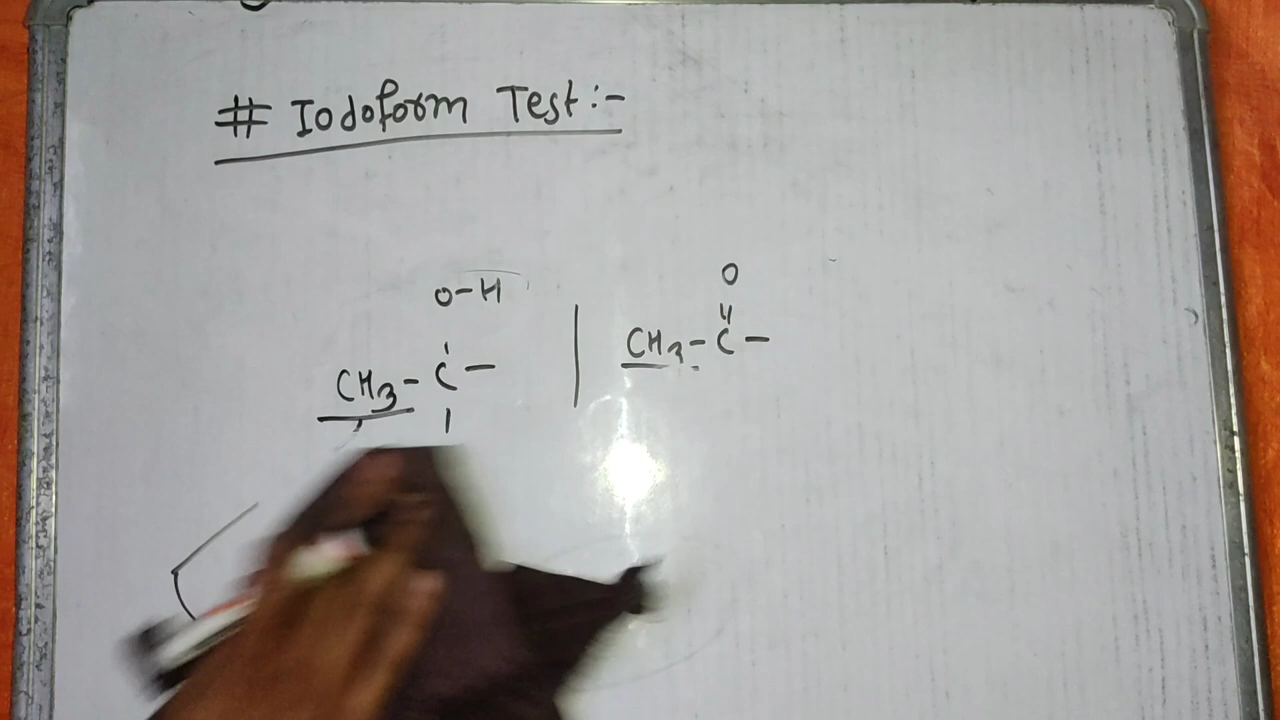 # Iodoform Test:-
O-H
CH3-C-
O
CH3-C-